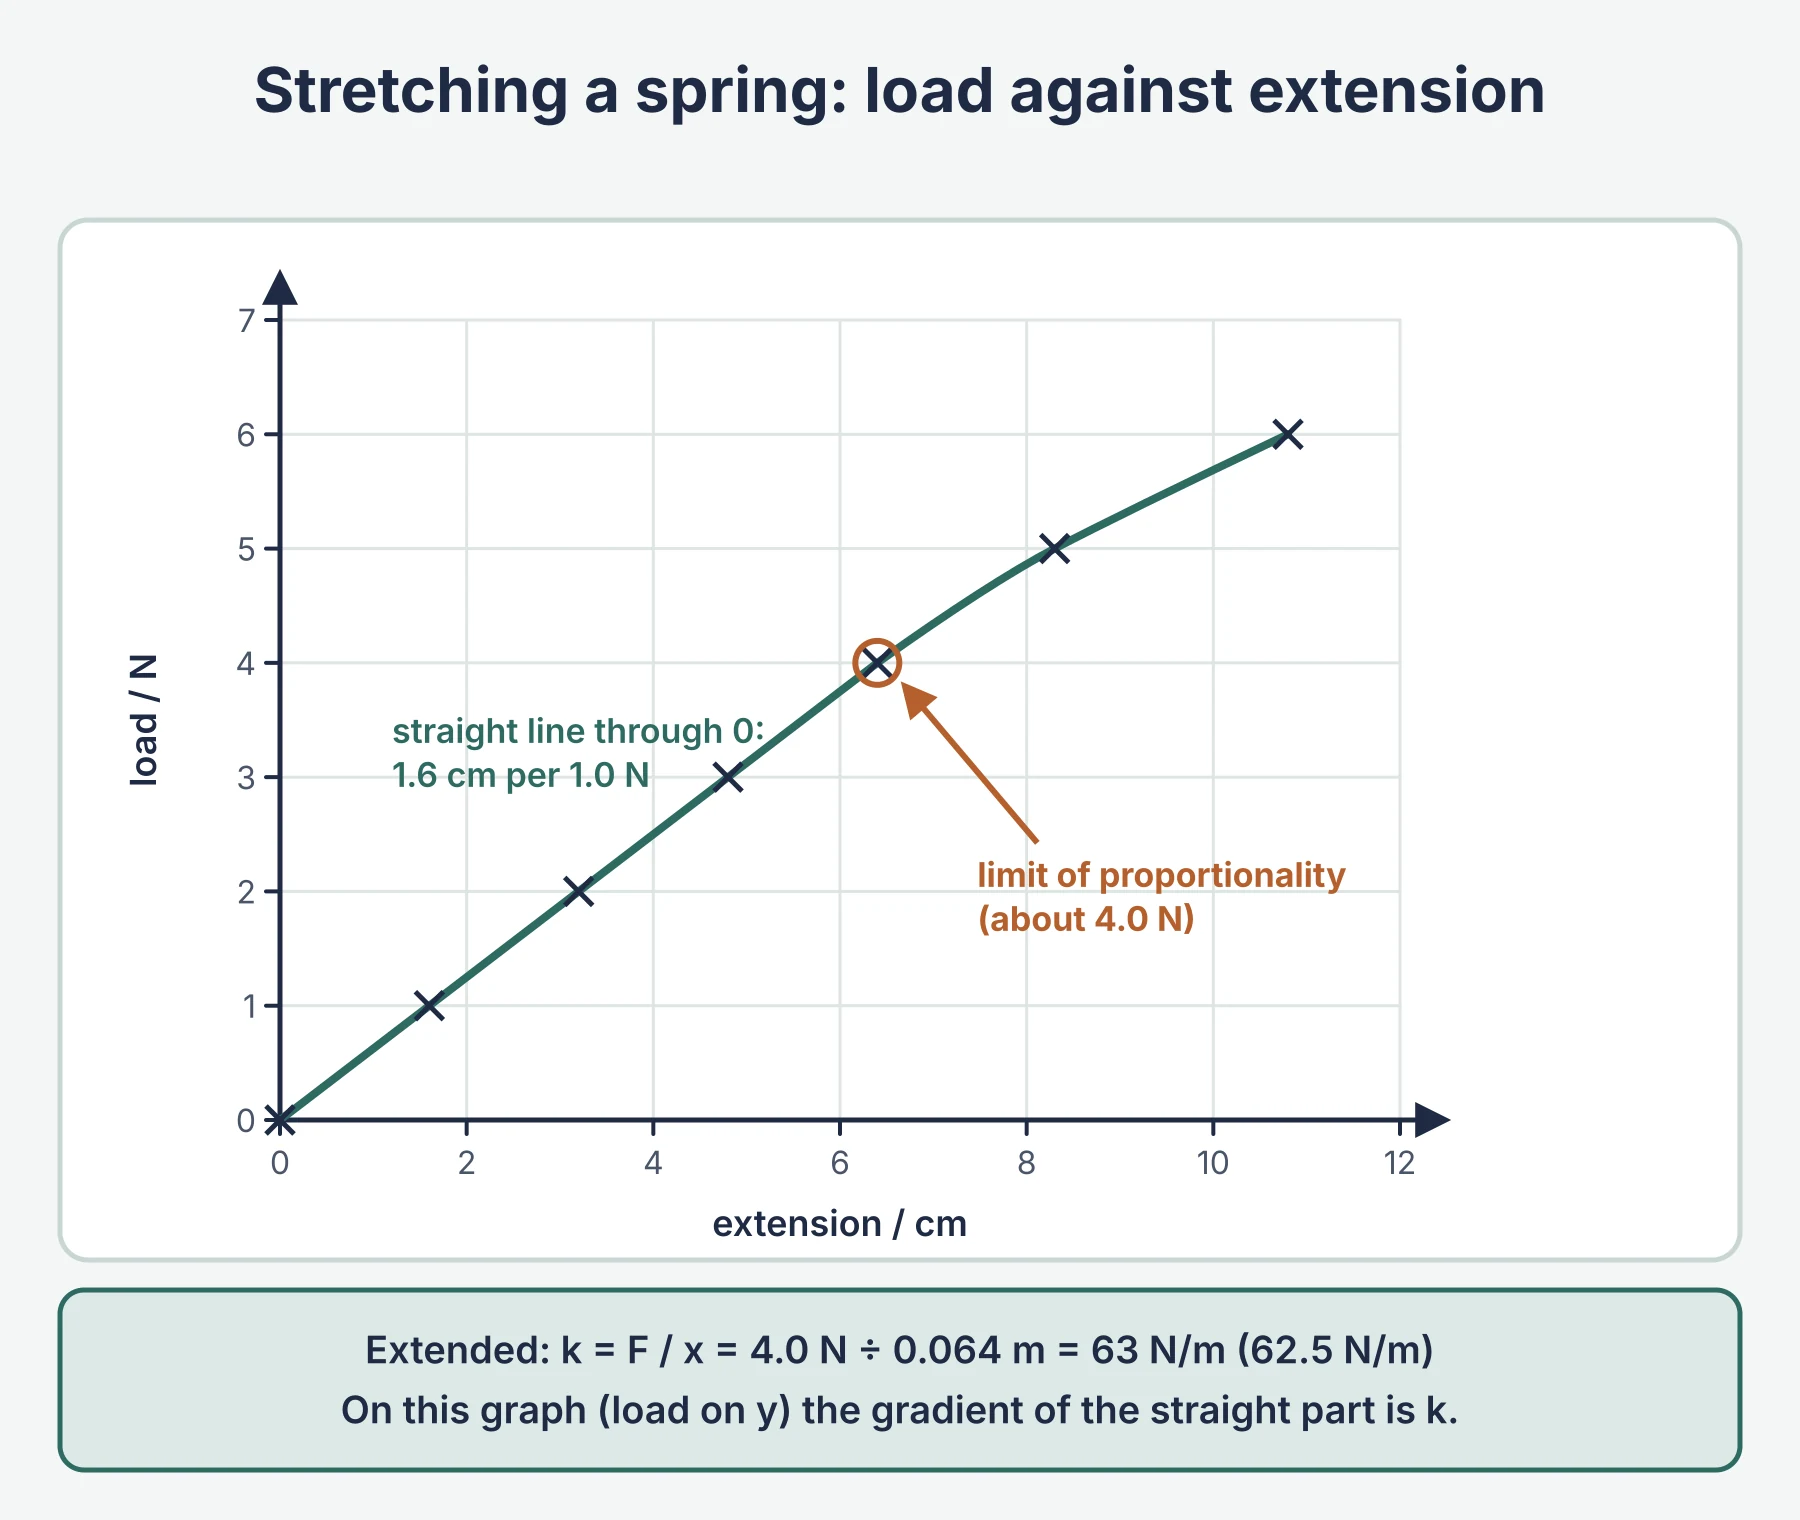 Stretching a spring: load against extension
7
6
5
4
3
2
1
0
load / N
straight line through 0:
1.6 cm per 1.0 N
limit of proportionality
(about 4.0 N)
0 2 4 6 8 10 12
extension / cm
Extended: k = F / x = 4.0 N ÷ 0.064 m = 63 N/m (62.5 N/m)
On this graph (load on y) the gradient of the straight part is k.